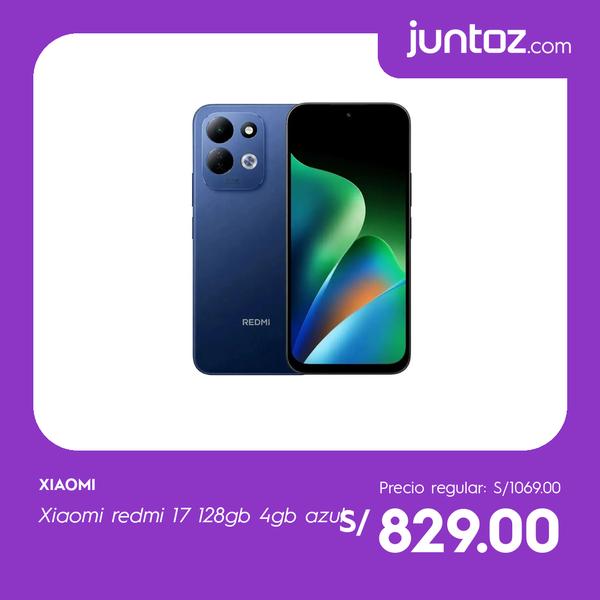 juntoz.com
REDMI
XIAOMI
Precio regular: S/1069.00
Xiaomi redmi 17 128gb 4gb azul
S/ 829.00